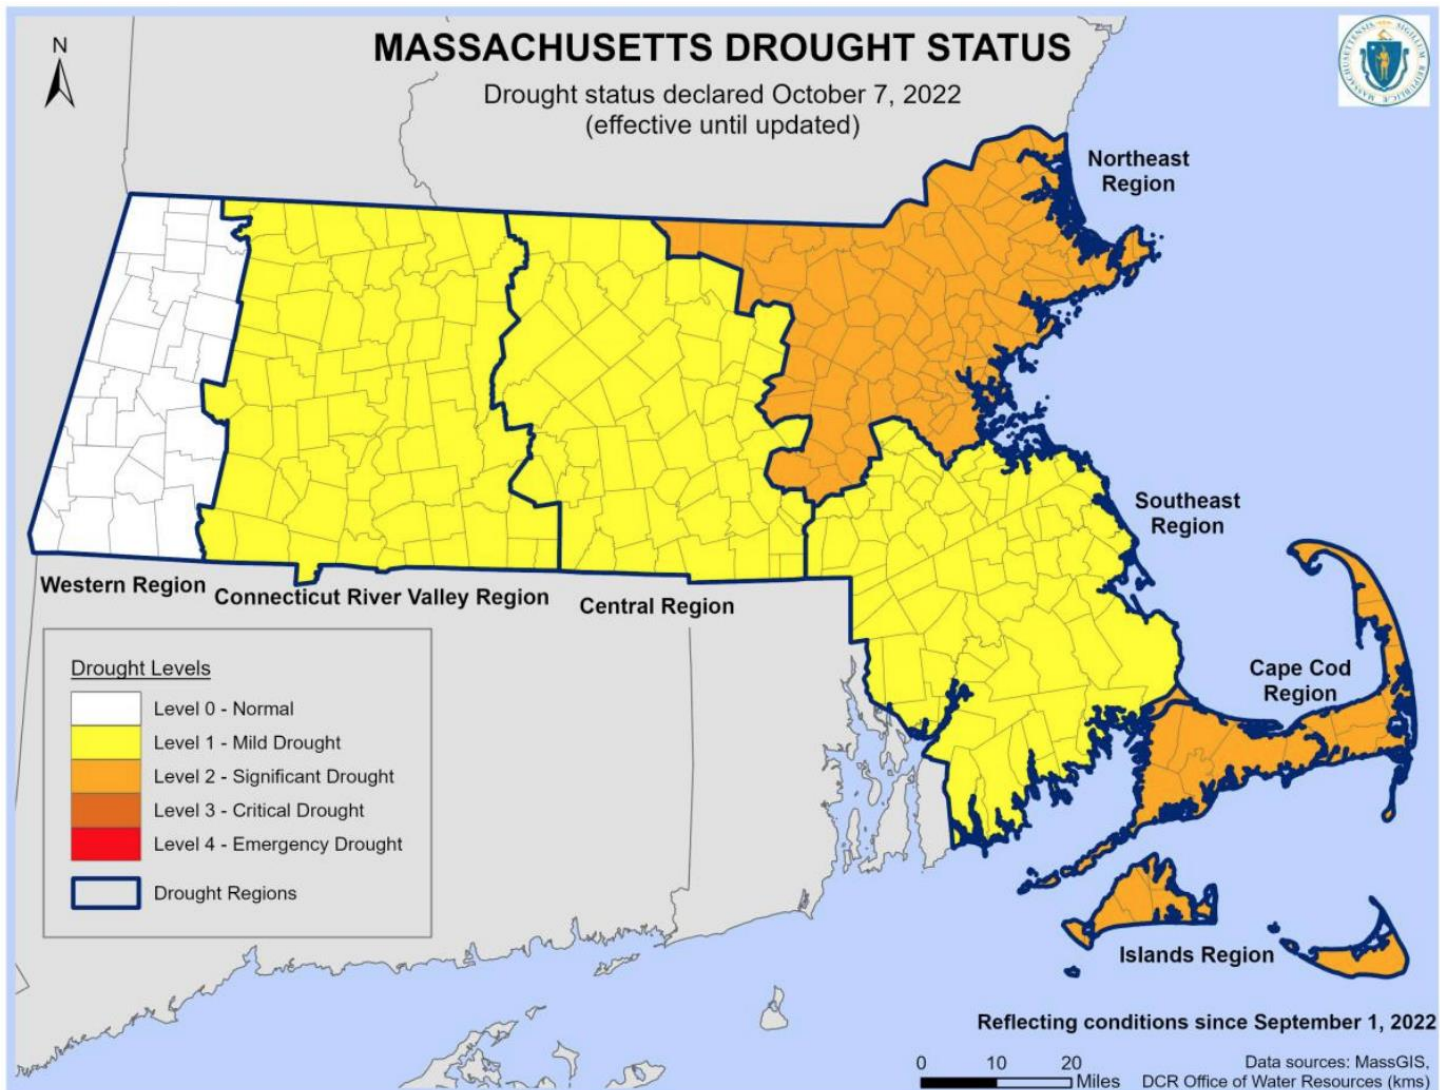 N
MASSACHUSETTS DROUGHT STATUS
Drought status declared October 7, 2022
(effective until updated)
Northeast
Region
Southeast
Region
Western Region
Connecticut River Valley Region
Central Region
Cape Cod
Region
Drought Levels
Level 0 - Normal
Level 1 - Mild Drought
Level 2 - Significant Drought
Level 3 - Critical Drought
Level 4 - Emergency Drought
Drought Regions
Islands Region
Reflecting conditions since September 1, 2022
0 10 20
Miles
Data sources: MassGIS,
DCR Office of Water Resources (kms)